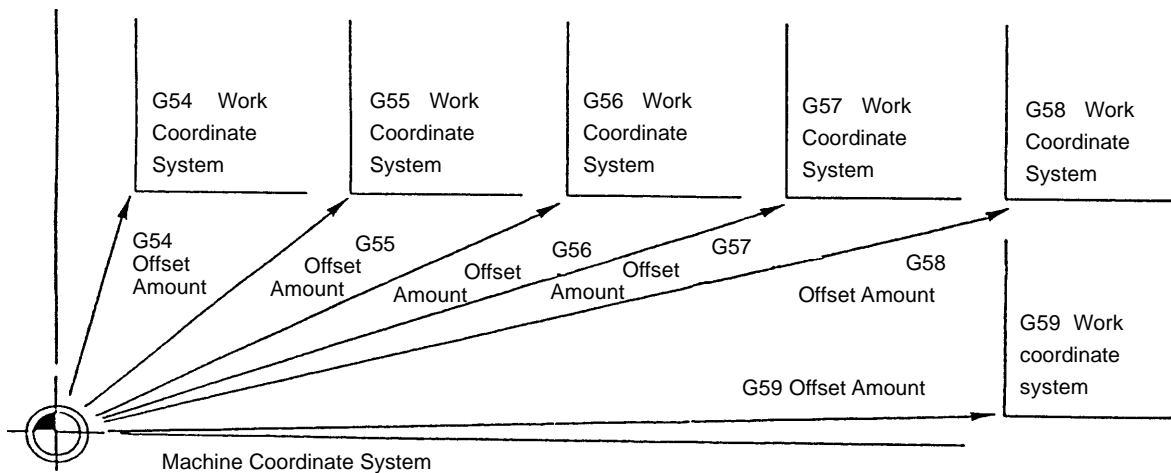 G54 Work
Coordinate
System
G55 Work
Coordinate
System
G56 Work
Coordinate
System
G57 Work
Coordinate
System
G58 Work
Coordinate
System
G54
Offset
Amount
G55
Offset
Amount
G56
Offset
Amount
G57
Offset
Amount
G58
Offset Amount
G59 Work
coordinate
system
G59 Offset Amount
Machine Coordinate System